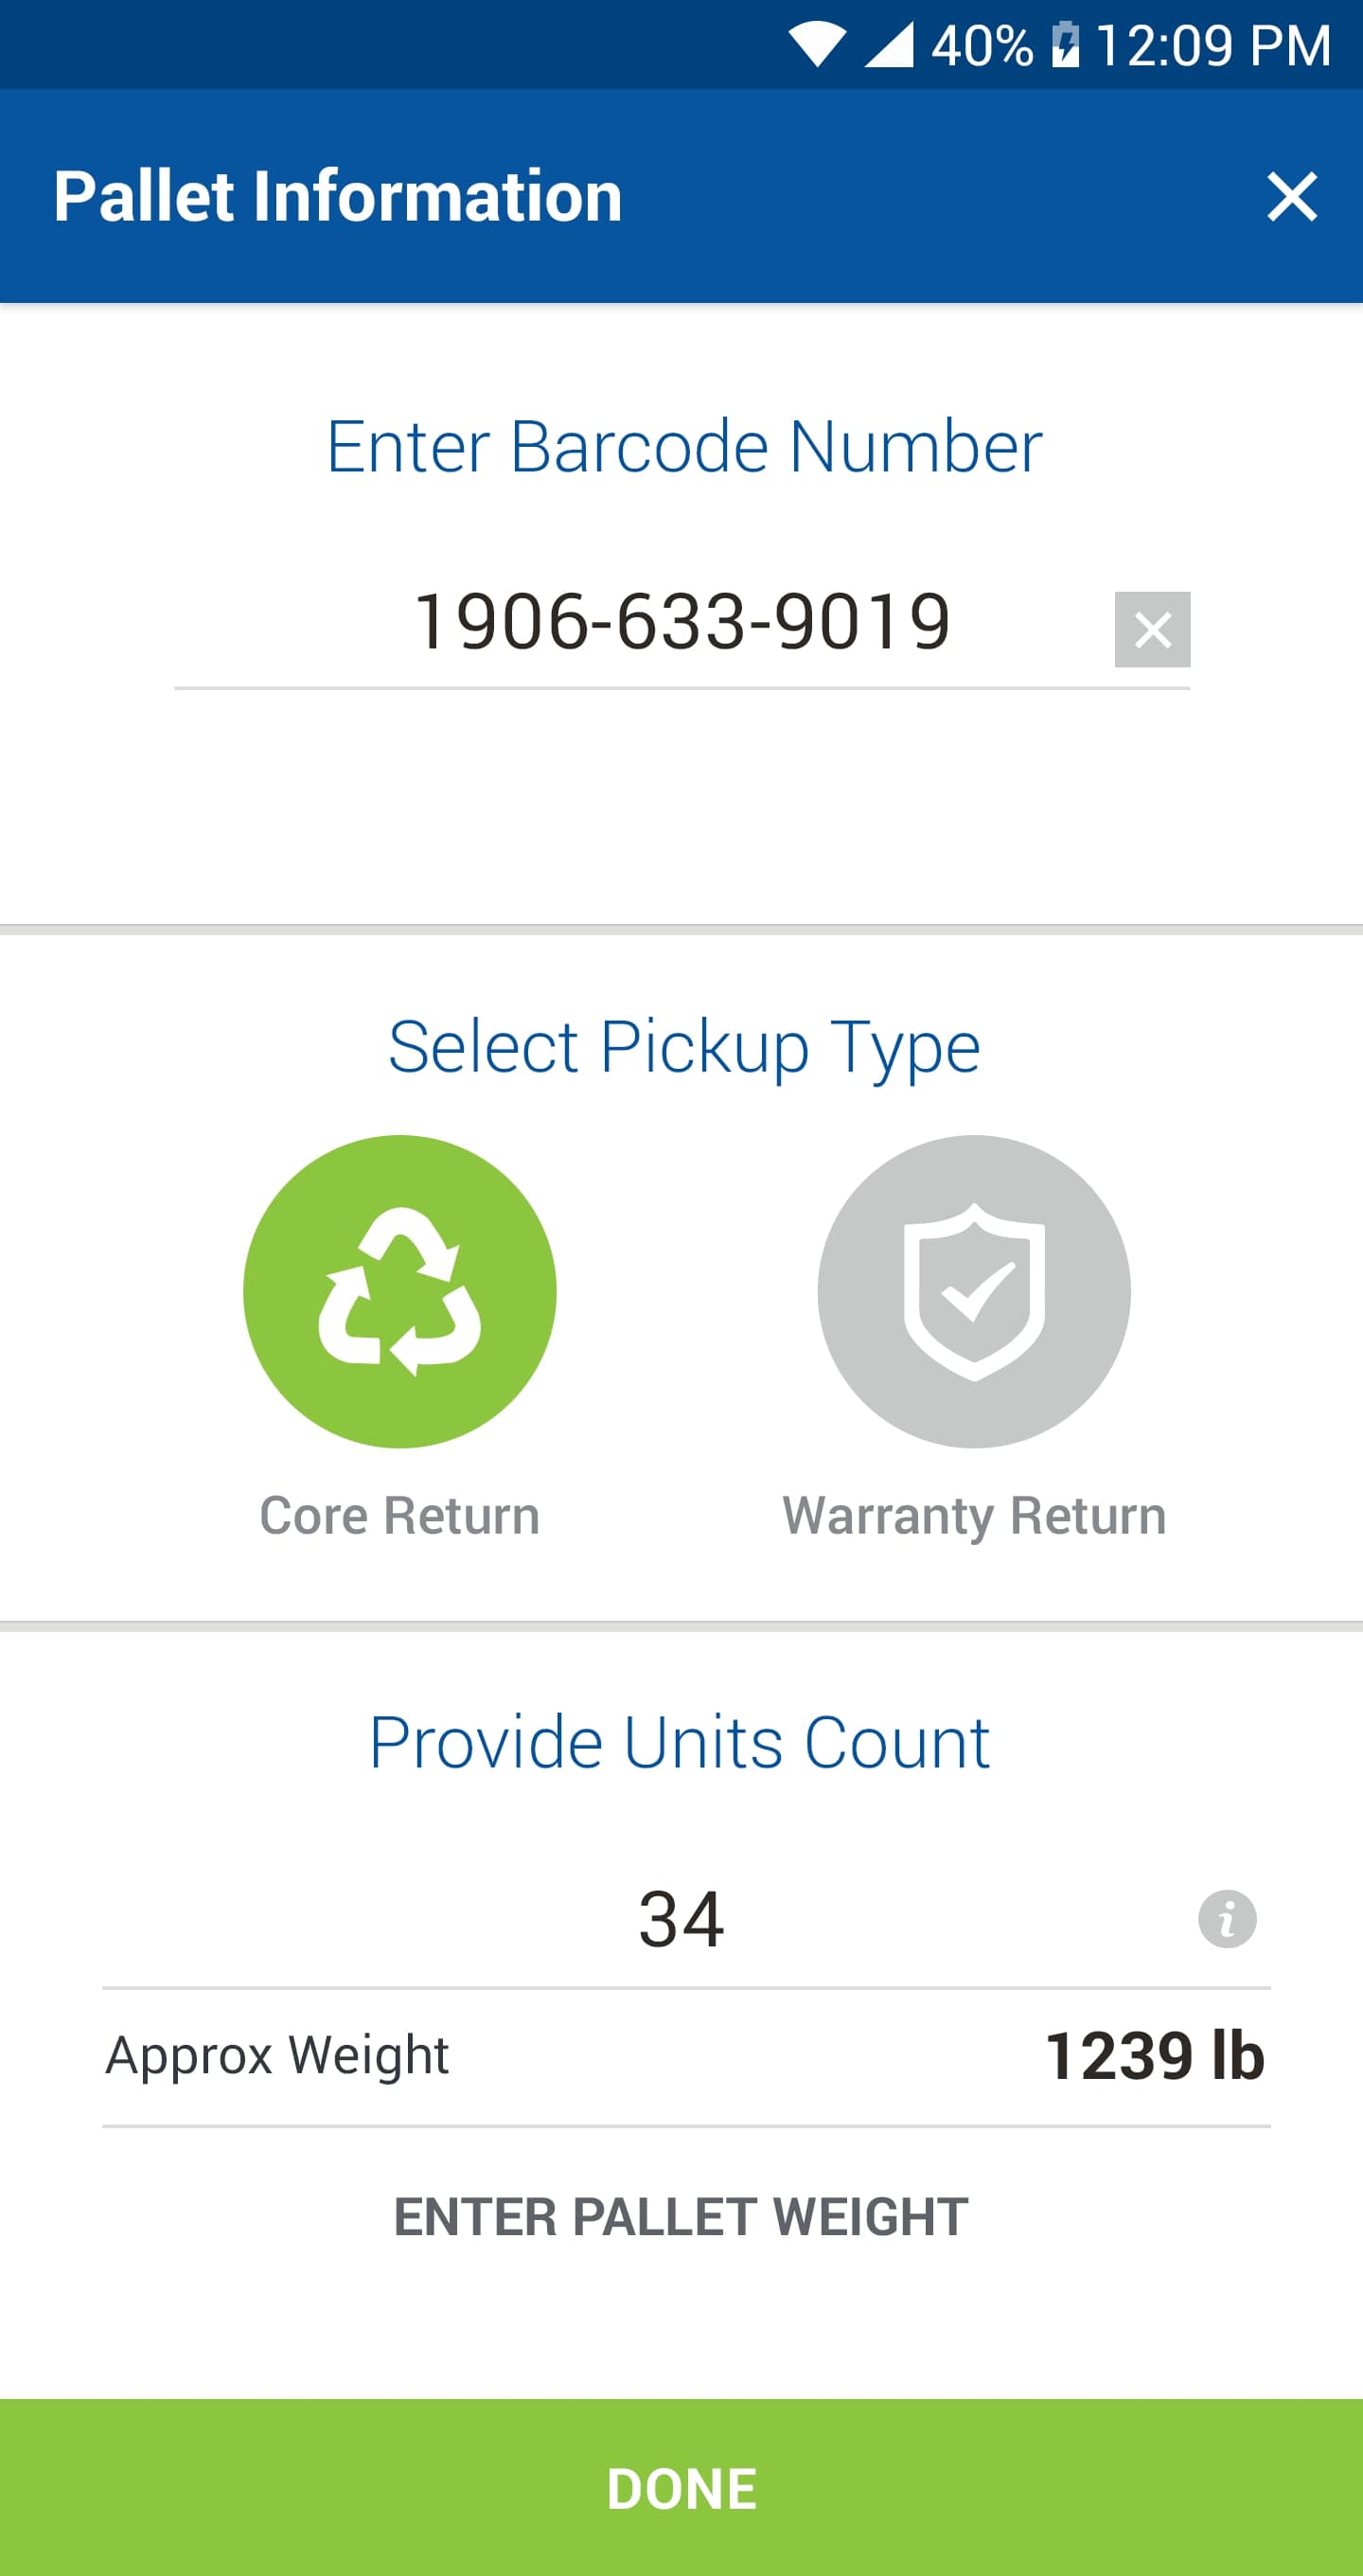 40% 12:09 PM
Pallet Information
Enter Barcode Number
1906-633-9019
Select Pickup Type
Core Return
Warranty Return
Provide Units Count
34
i
Approx Weight 1239 lb
ENTER PALLET WEIGHT
DONE